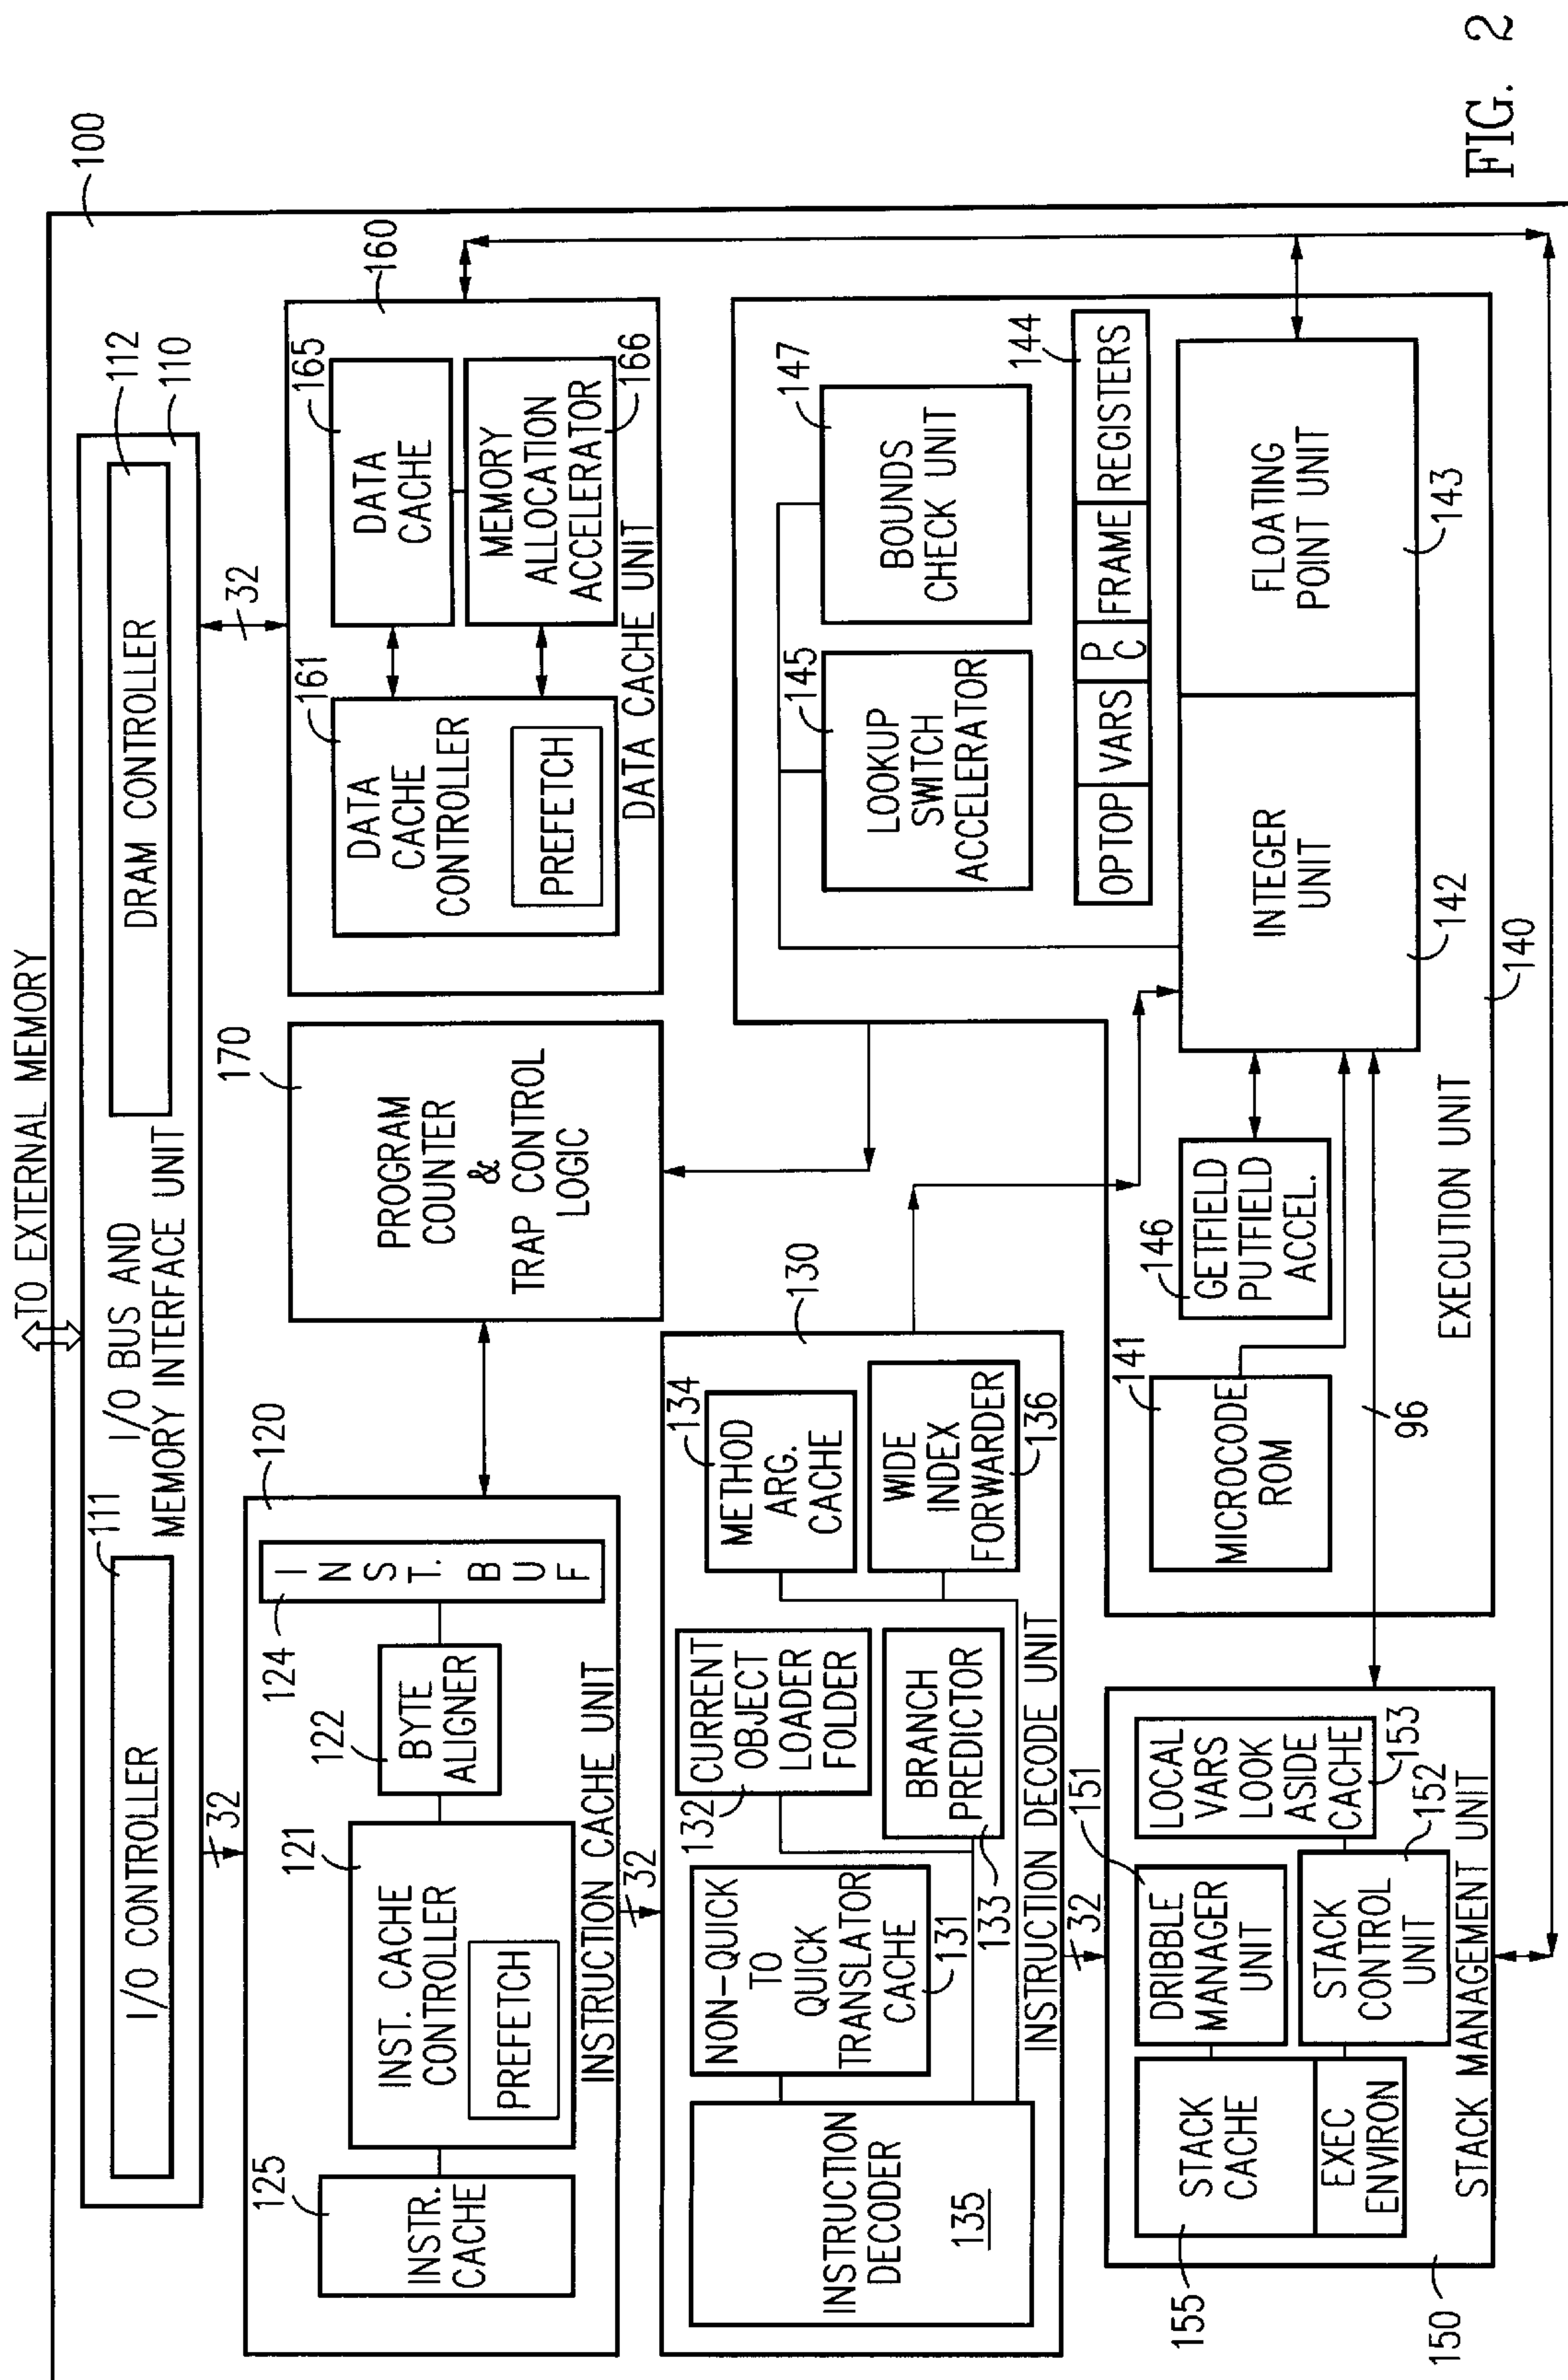 TO EXTERNAL MEMORY
100
I/O CONTROLLER
111
I/O BUS AND
MEMORY INTERFACE UNIT
DRAM CONTROLLER
112
110
32
32
120
125
INSTR.
CACHE
121
INST. CACHE
CONTROLLER
PREFETCH
122
BYTE
ALIGNER
124
INST. BUF
INSTRUCTION CACHE UNIT
170
PROGRAM
COUNTER
&
TRAP CONTROL
LOGIC
160
161
DATA
CACHE
CONTROLLER
PREFETCH
165
DATA
CACHE
MEMORY
ALLOCATION
ACCELERATOR
166
DATA CACHE UNIT
32
130
INSTRUCTION
DECODER
135
NON-QUICK
TO
QUICK
TRANSLATOR
CACHE
131
132
CURRENT
OBJECT
LOADER
FOLDER
BRANCH
PREDICTOR
133
134
METHOD
ARG.
CACHE
WIDE
INDEX
FORWARDER
136
INSTRUCTION DECODE UNIT
32
145
LOOKUP
SWITCH
ACCELERATOR
147
BOUNDS
CHECK UNIT
144
OPTOP
VARS
PC
FRAME
REGISTERS
141
MICROCODE
ROM
146
GETFIELD
PUTFIELD
ACCEL.
INTEGER
UNIT
142
FLOATING
POINT UNIT
143
EXECUTION UNIT
140
96
155
STACK
CACHE
EXEC
ENVIRON
151
DRIBBLE
MANAGER
UNIT
STACK
CONTROL
UNIT
152
LOCAL
VARS
LOOK
ASIDE
CACHE
153
STACK MANAGEMENT UNIT
150
FIG. 2